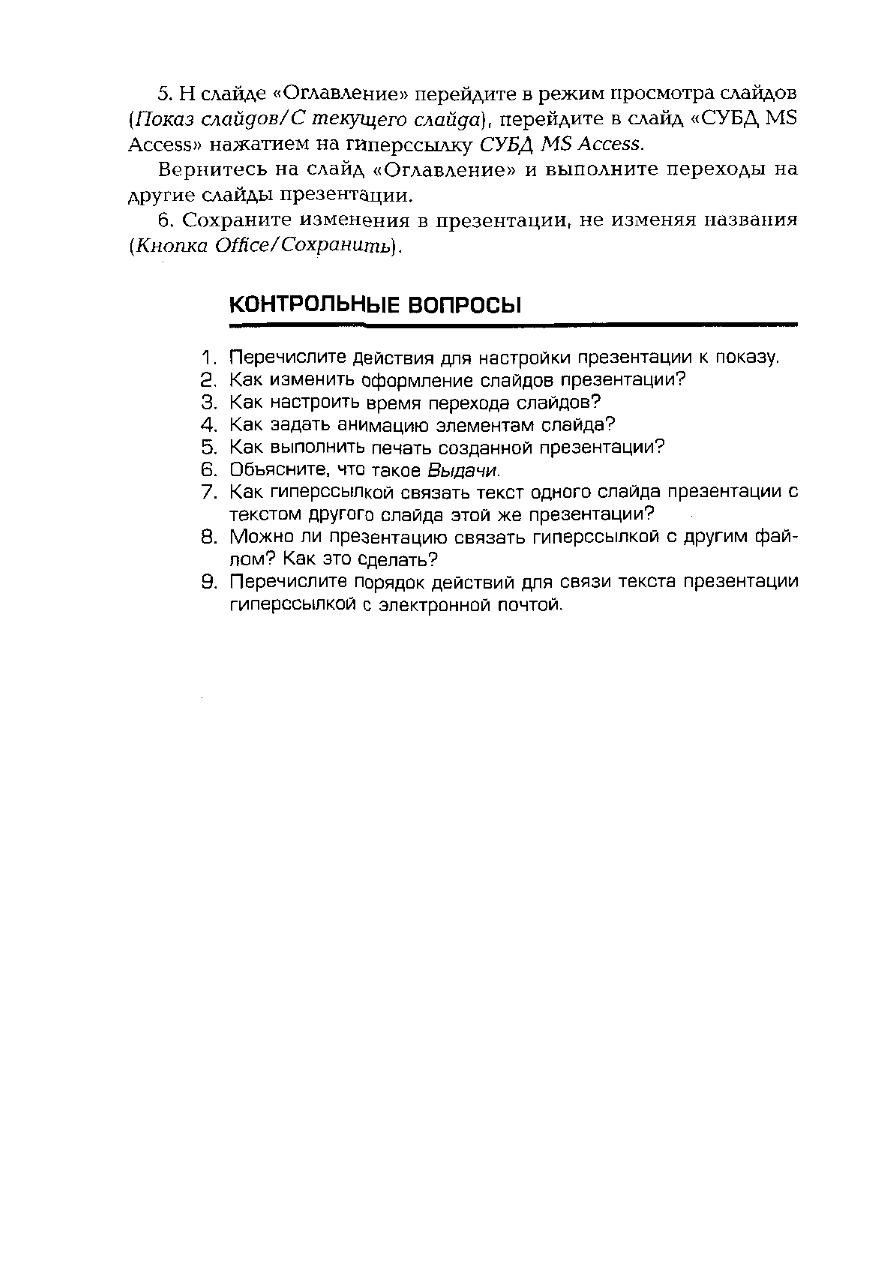 5. Н слайде «Оглавление» перейдите в режим просмотра слайдов
(Показ слайдов/С текущего слайда), перейдите в слайд «СУБД MS
Access» нажатием на гиперссылку СУБД MS Access.
Вернитесь на слайд «Оглавление» и выполните переходы на
другие слайды презентации.
6. Сохраните изменения в презентации, не изменяя названия
(Кнопка Office/Сохранить).
КОНТРОЛЬНЫЕ ВОПРОСЫ
1. Перечислите действия для настройки презентации к показу.
2. Как изменить оформление слайдов презентации?
3. Как настроить время перехода слайдов?
4. Как задать анимацию элементам слайда?
5. Как выполнить печать созданной презентации?
6. Объясните, что такое Выдачи.
7. Как гиперссылкой связать текст одного слайда презентации с
текстом другого слайда этой же презентации?
8. Можно ли презентацию связать гиперссылкой с другим фай-
лом? Как это сделать?
9. Перечислите порядок действий для связи текста презентации
гиперссылкой с электронной почтой.